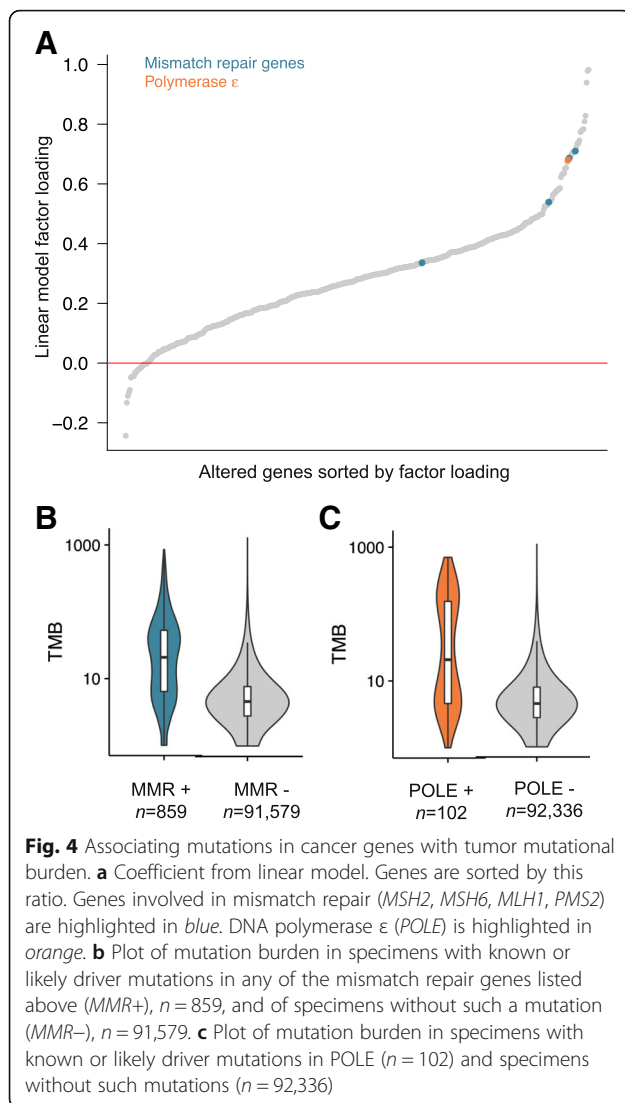 A
Mismatch repair genes
Polymerase ε
Linear model factor loading
1.0
0.8
0.6
0.4
0.2
0.0
−0.2
Altered genes sorted by factor loading
B
TMB
1000
10
MMR +
n=859
MMR -
n=91,579
C
TMB
1000
10
POLE +
n=102
POLE -
n=92,336
Fig. 4 Associating mutations in cancer genes with tumor mutational
burden. a Coefficient from linear model. Genes are sorted by this
ratio. Genes involved in mismatch repair (MSH2, MSH6, MLH1, PMS2)
are highlighted in blue. DNA polymerase ε (POLE) is highlighted in
orange. b Plot of mutation burden in specimens with known or
likely driver mutations in any of the mismatch repair genes listed
above (MMR+), n = 859, and of specimens without such a mutation
(MMR−), n = 91,579. c Plot of mutation burden in specimens with
known or likely driver mutations in POLE (n = 102) and specimens
without such mutations (n = 92,336)